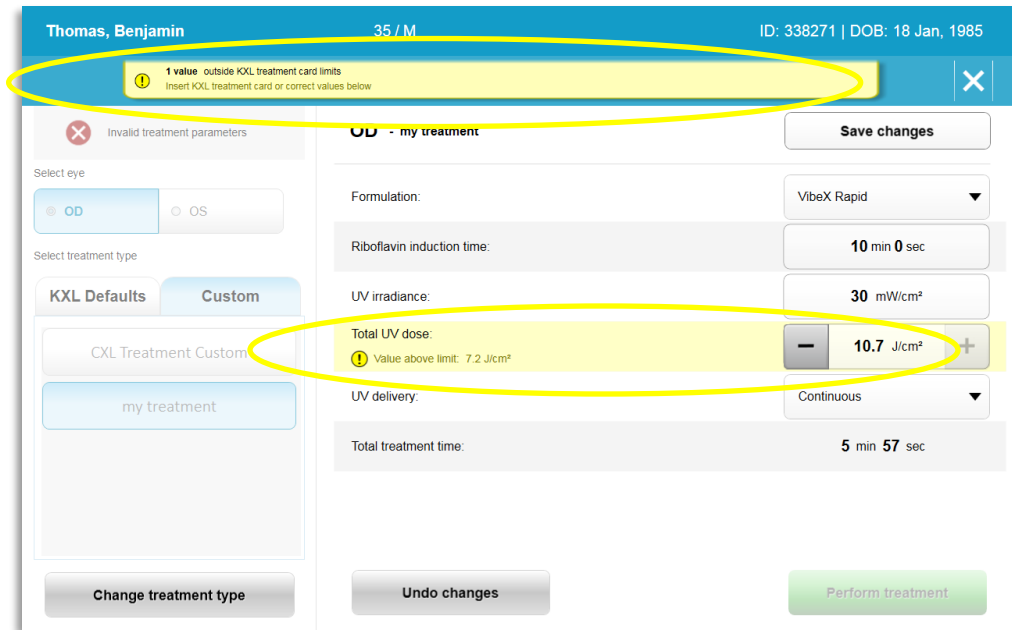 Thomas, Benjamin 35 / M ID: 338271 | DOB: 18 Jan, 1985
1 value outside KXL treatment card limits
Insert KXL treatment card or correct values below
Invalid treatment parameters
OD - my treatment
Save changes
Select eye
OD
OS
Select treatment type
KXL Defaults
Custom
CXL Treatment Custom
my treatment
Change treatment type
Formulation: VibeX Rapid
Riboflavin induction time: 10 min 0 sec
UV irradiance: 30 mW/cm²
Total UV dose:
Value above limit: 7.2 J/cm²
10.7 J/cm²
UV delivery: Continuous
Total treatment time: 5 min 57 sec
Undo changes
Perform treatment